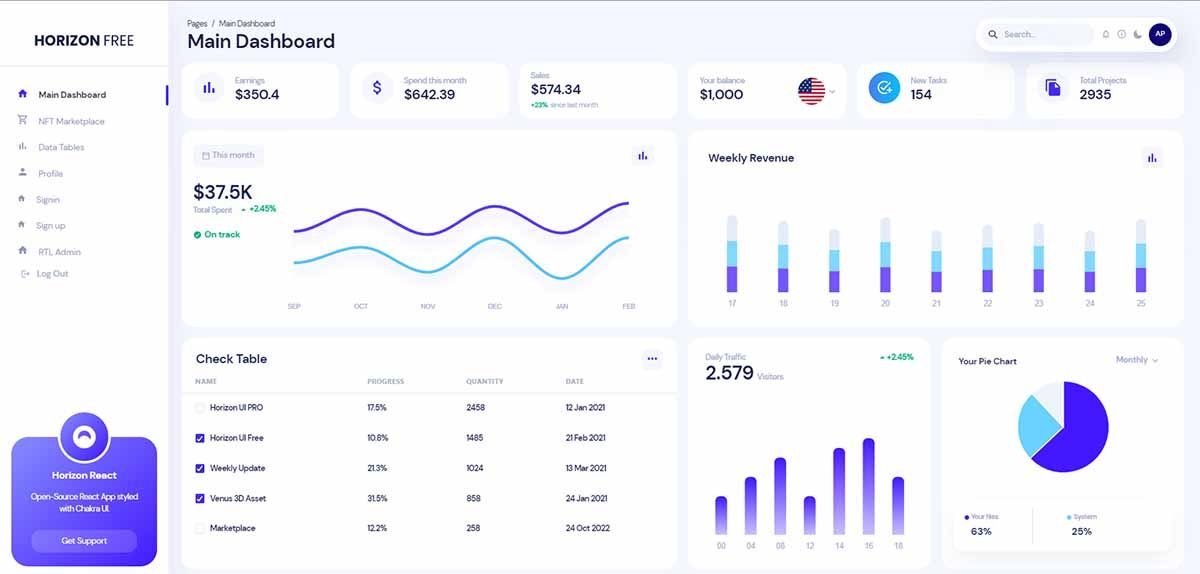 HORIZON FREE
Main Dashboard
NFT Marketplace
Data Tables
Profile
Signin
Sign up
RTL Admin
Log Out
Horizon React
Open-Source React App styled
with Chakra UI.
Get Support
Pages / Main Dashboard
Main Dashboard
Search...
AP
Earnings
$350.4
Spend this month
$642.39
Sales
$574.34
+23% since last month
Your balance
$1,000
New Tasks
154
Total Projects
2935
This month
$37.5K
Total Spent +2.45%
On track
SEP OCT NOV DEC JAN FEB
Weekly Revenue
17 18 19 20 21 22 23 24 25
Check Table
NAME PROGRESS QUANTITY DATE
Horizon UI PRO 17.5% 2458 12 Jan 2021
Horizon UI Free 10.8% 1485 21 Feb 2021
Weekly Update 21.3% 1024 13 Mar 2021
Venus 3D Asset 31.5% 858 24 Jan 2021
Marketplace 12.2% 258 24 Oct 2022
Daily Traffic
+2.45%
2.579 Visitors
00 04 08 12 14 16 18
Your Pie Chart
Monthly
Your files
63%
System
25%